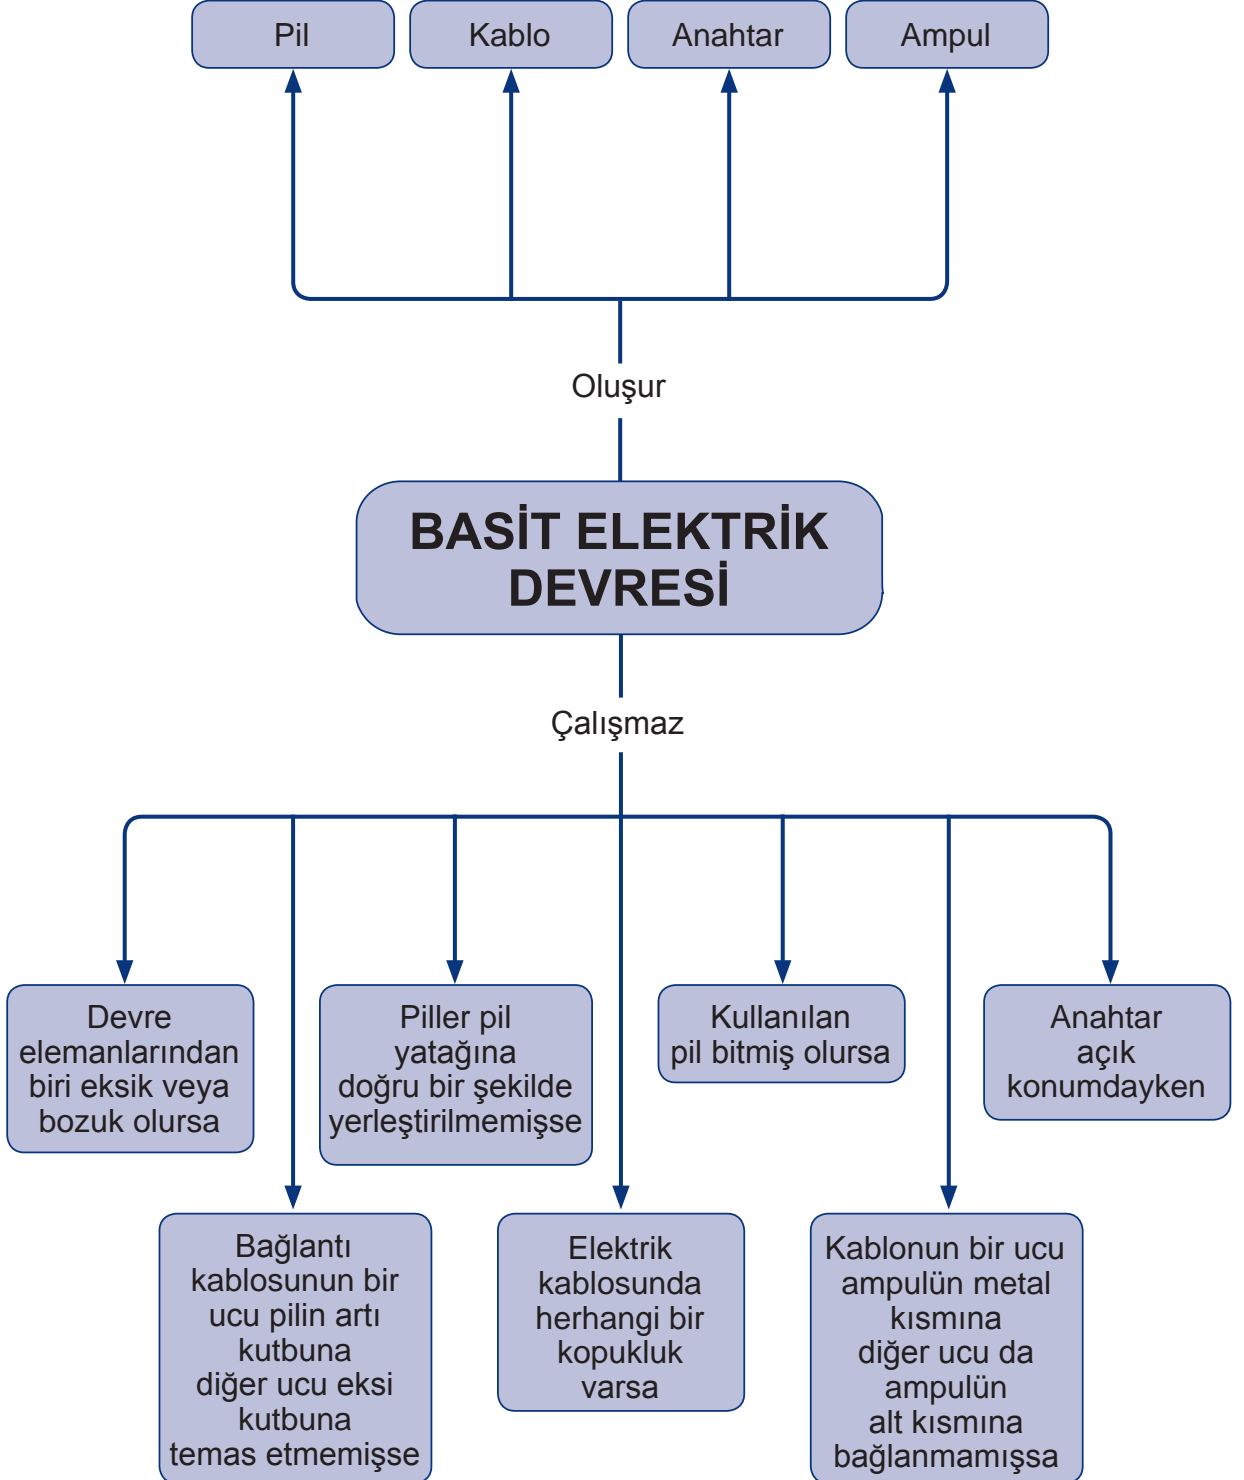 Pil
Kablo
Anahtar
Ampul
Oluşur
BASİT ELEKTRİK
DEVRESİ
Çalışmaz
Devre
elemanlarından
biri eksik veya
bozuk olursa
Piller pil
yatağına
doğru bir şekilde
yerleştirilmemişse
Kullanılan
pil bitmiş olursa
Anahtar
açık
konumdayken
Bağlantı
kablosunun bir
ucu pilin artı
kutbuna
diğer ucu eksi
kutbuna
temas etmemişse
Elektrik
kablosunda
herhangi bir
kopukluk
varsa
Kablonun bir ucu
ampulün metal
kısmına
diğer ucu da
ampulün
alt kısmına
bağlanmamışsa